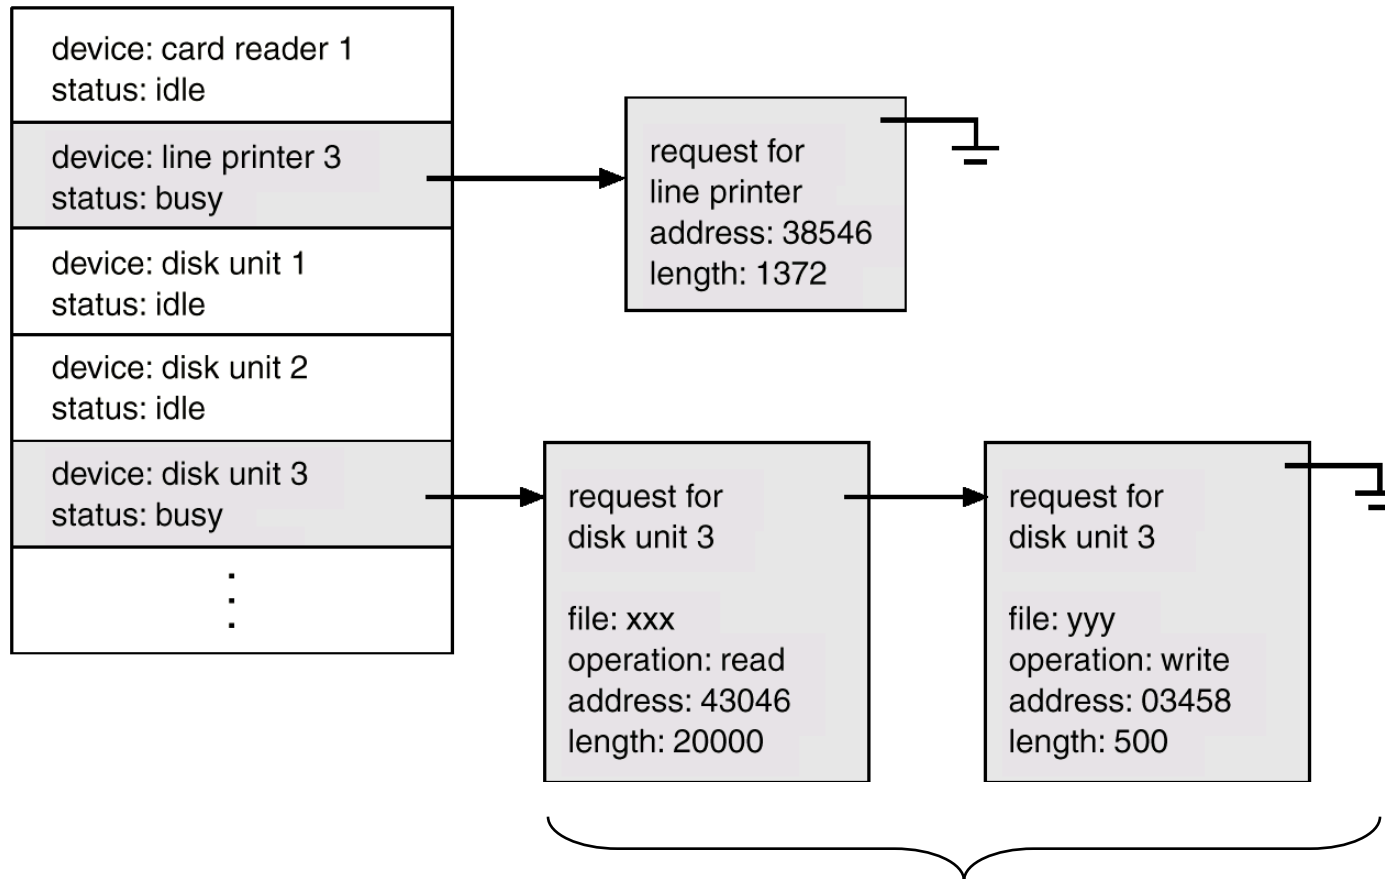 device: card reader 1
status: idle
device: line printer 3
status: busy
device: disk unit 1
status: idle
device: disk unit 2
status: idle
device: disk unit 3
status: busy
request for
line printer
address: 38546
length: 1372
request for
disk unit 3
file: xxx
operation: read
address: 43046
length: 20000
request for
disk unit 3
file: yyy
operation: write
address: 03458
length: 500